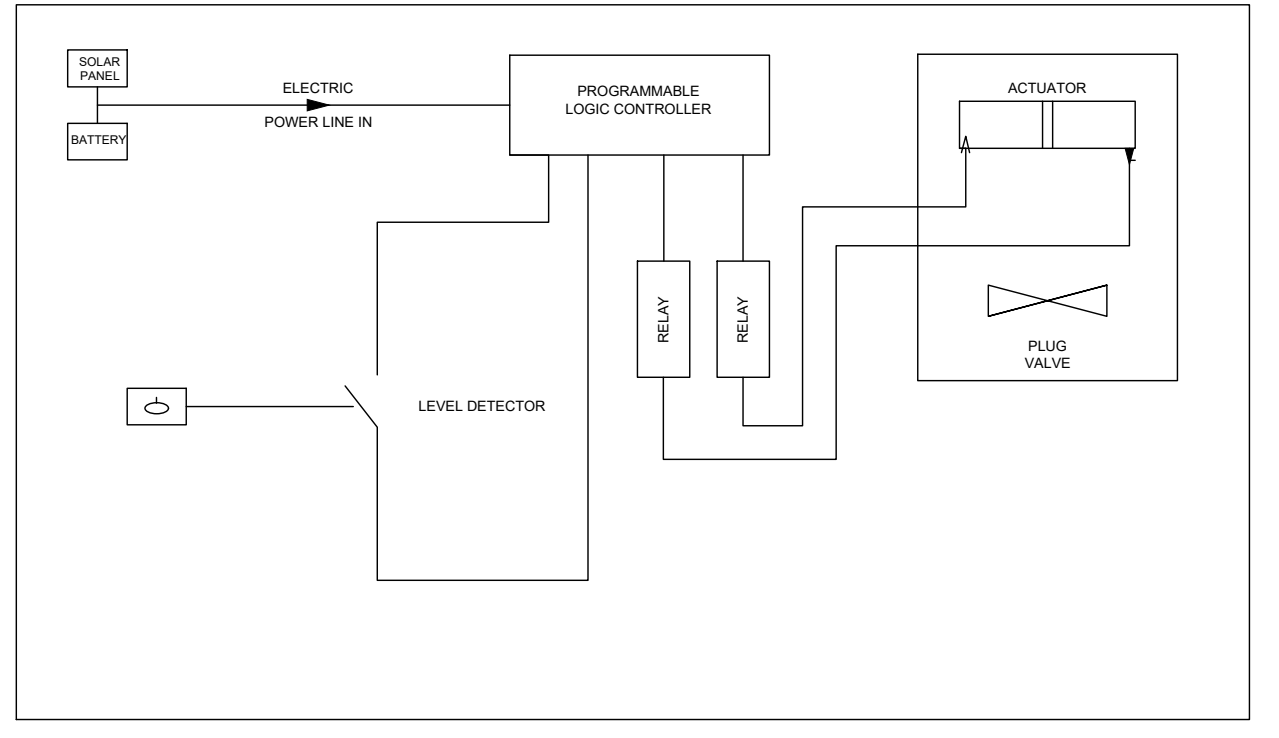 SOLAR
PANEL
ELECTRIC
POWER LINE IN
BATTERY
PROGRAMMABLE
LOGIC CONTROLLER
ACTUATOR
RELAY
RELAY
PLUG
VALVE
LEVEL DETECTOR